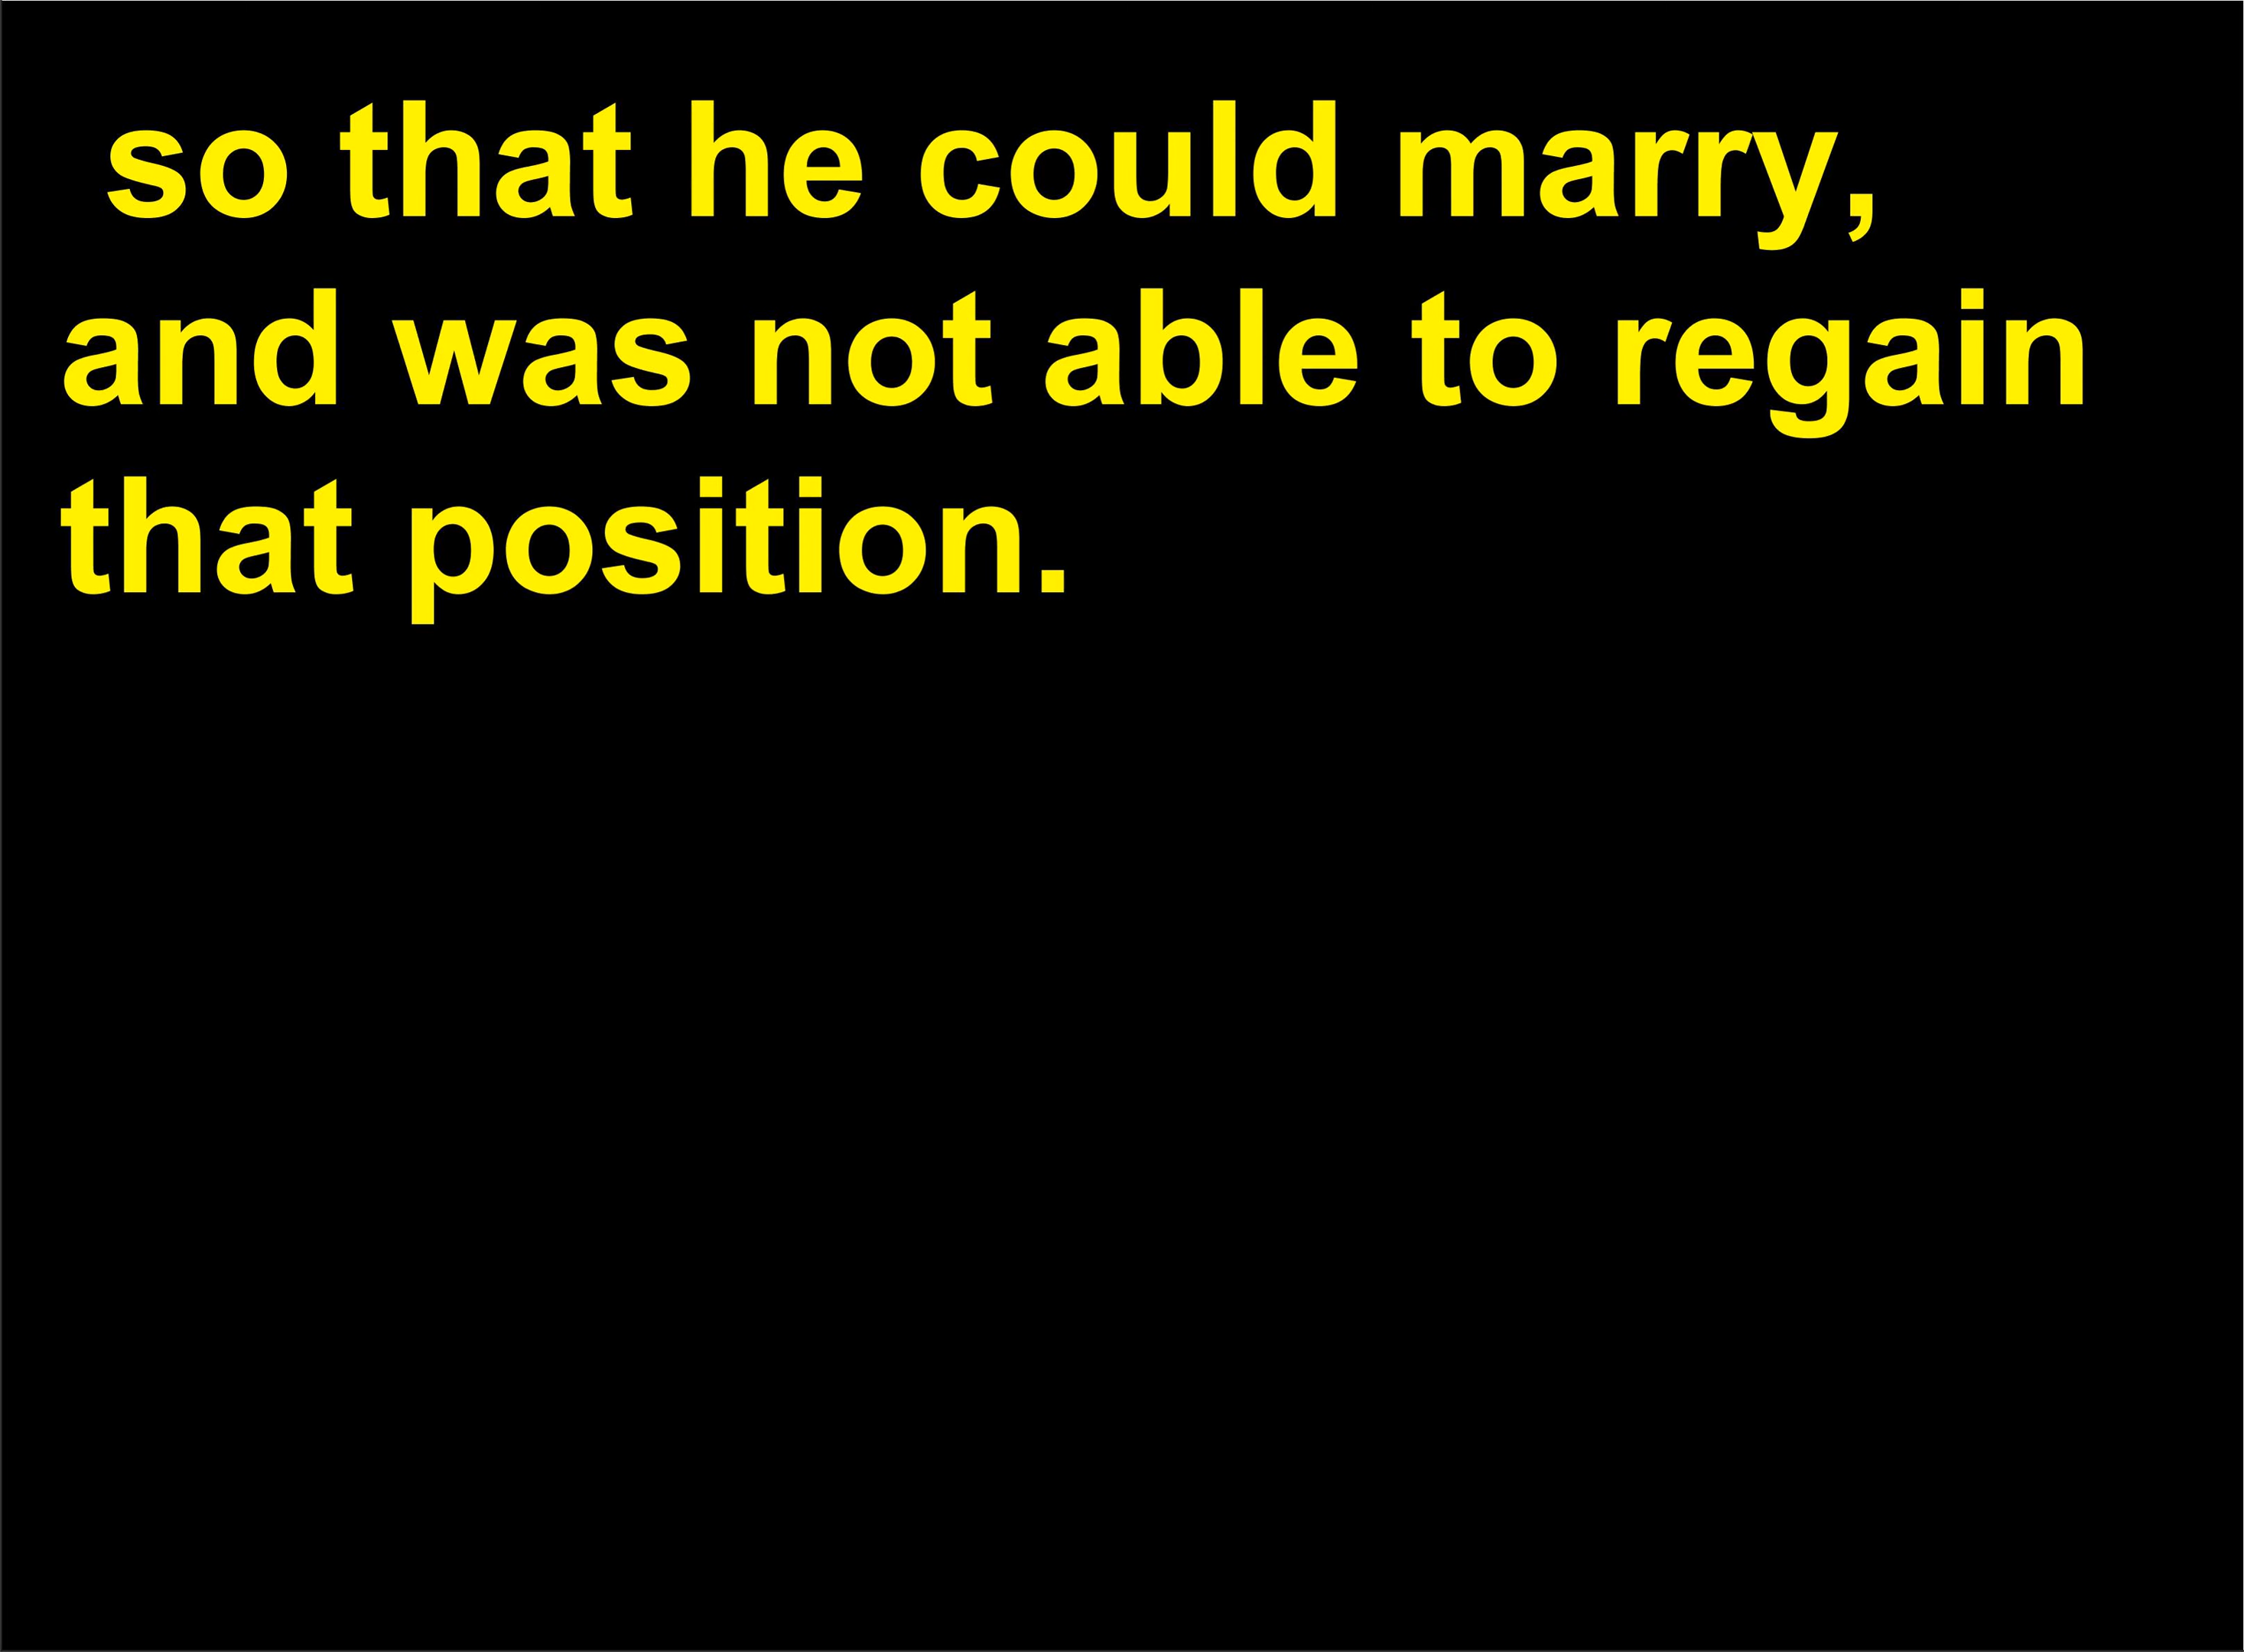 so that he could marry,
and was not able to regain
that position.